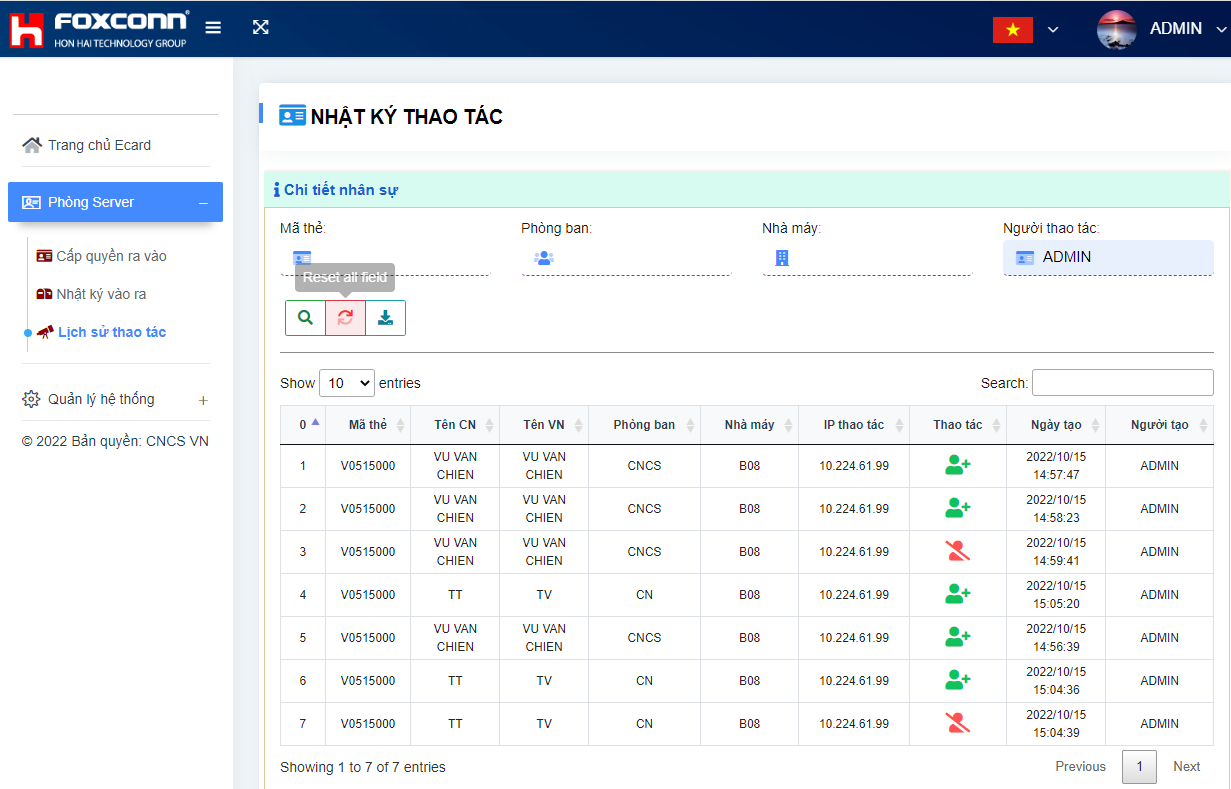 FOXCONN®
HON HAI TECHNOLOGY GROUP
ADMIN
Trang chủ Ecard
Phòng Server
Cấp quyền ra vào
Nhật ký vào ra
Lịch sử thao tác
Quản lý hệ thống
© 2022 Bản quyền: CNCS VN
NHẬT KÝ THAO TÁC
Chi tiết nhân sự
Mã thẻ: Phòng ban: Nhà máy: Người thao tác:
ADMIN
Reset all field
Show 10 entries Search:
0 Mã thẻ Tên CN Tên VN Phòng ban Nhà máy IP thao tác Thao tác Ngày tạo Người tạo
1 V0515000 VU VAN CHIEN VU VAN CHIEN CNCS B08 10.224.61.99 2022/10/15 14:57:47 ADMIN
2 V0515000 VU VAN CHIEN VU VAN CHIEN CNCS B08 10.224.61.99 2022/10/15 14:58:23 ADMIN
3 V0515000 VU VAN CHIEN VU VAN CHIEN CNCS B08 10.224.61.99 2022/10/15 14:59:41 ADMIN
4 V0515000 TT TV CN B08 10.224.61.99 2022/10/15 15:05:20 ADMIN
5 V0515000 VU VAN CHIEN VU VAN CHIEN CNCS B08 10.224.61.99 2022/10/15 14:56:39 ADMIN
6 V0515000 TT TV CN B08 10.224.61.99 2022/10/15 15:04:36 ADMIN
7 V0515000 TT TV CN B08 10.224.61.99 2022/10/15 15:04:39 ADMIN
Showing 1 to 7 of 7 entries Previous 1 Next